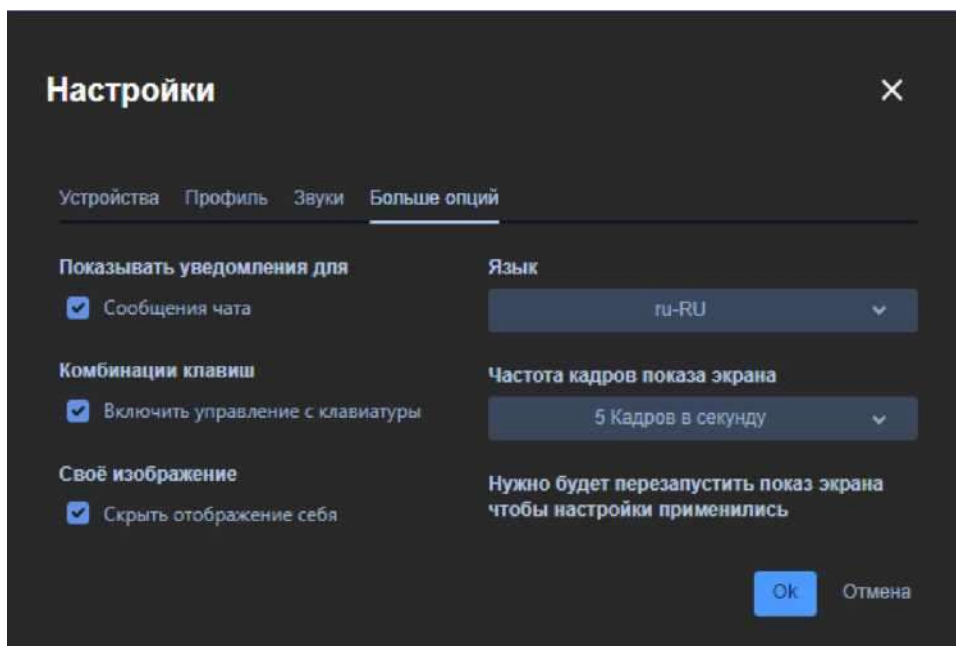 Настройки
Устройства Профиль Звуки Больше опций
Показывать уведомления для
Сообщения чата
Комбинации клавиш
Включить управление с клавиатуры
Своё изображение
Скрыть отображение себя
Язык
ru-RU
Частота кадров показа экрана
5 Кадров в секунду
Нужно будет перезапустить показ экрана
чтобы настройки применились
Ok Отмена